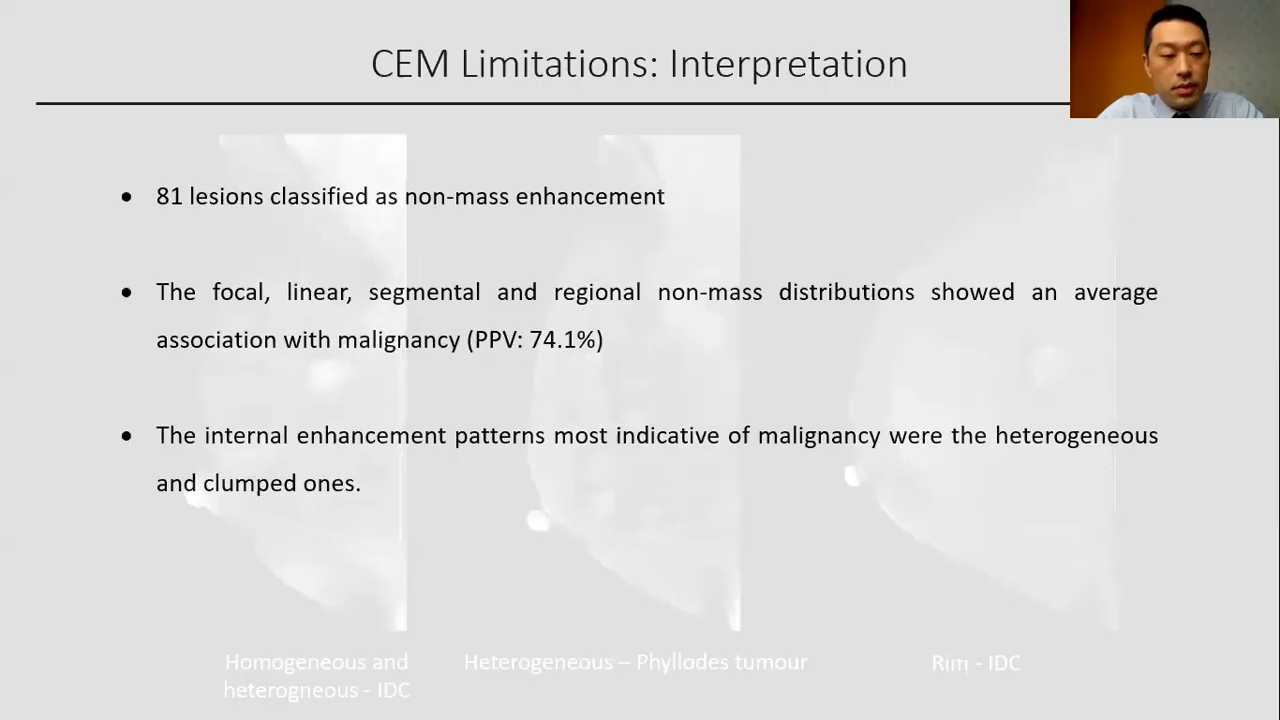 CEM Limitations: Interpretation
• 81 lesions classified as non-mass enhancement
• The focal, linear, segmental and regional non-mass distributions showed an average
association with malignancy (PPV: 74.1%)
• The internal enhancement patterns most indicative of malignancy were the heterogeneous
and clumped ones.
Homogeneous and
heterogneous - IDC
Heterogeneous – Phyllodes tumour
Rim - IDC